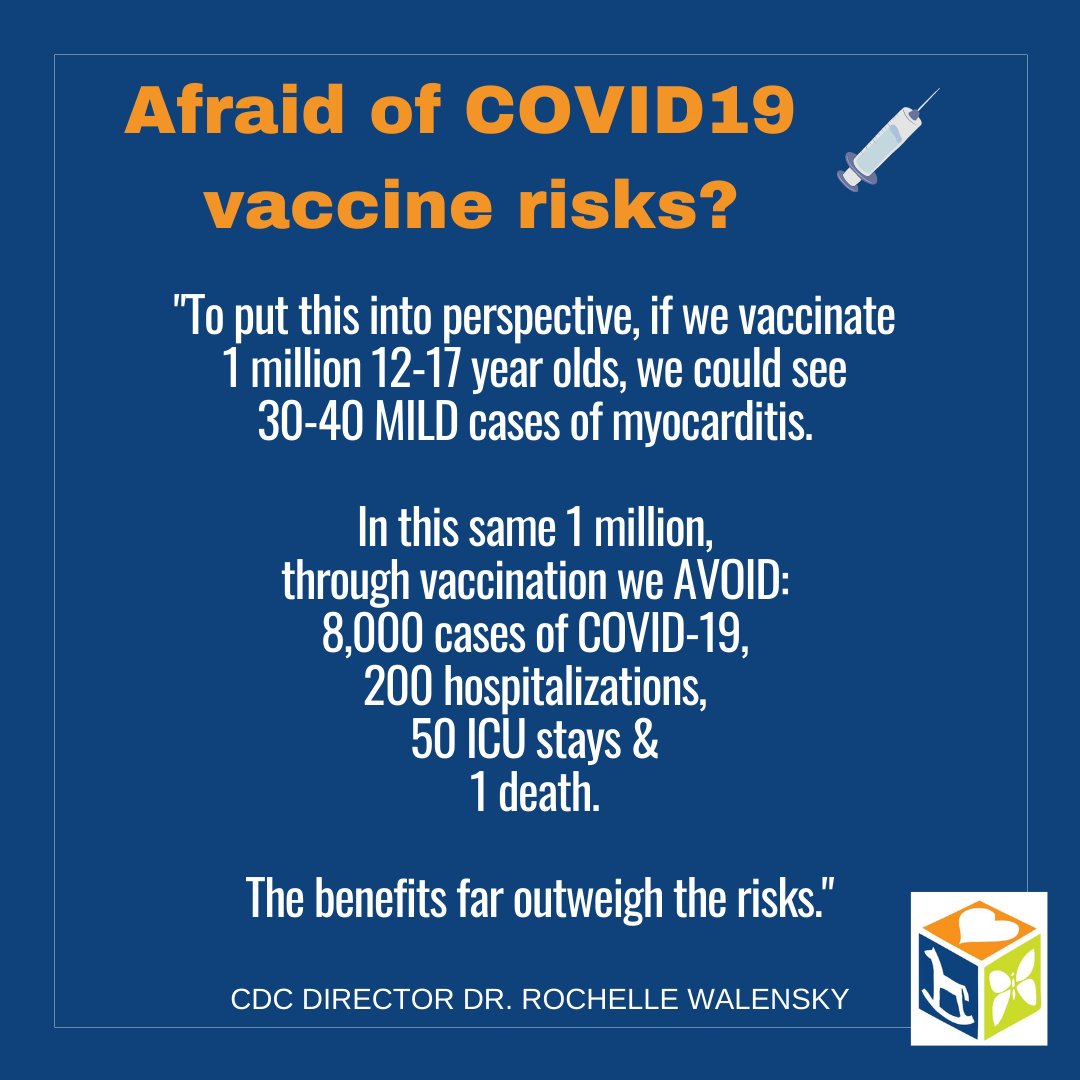 Afraid of COVID19
vaccine risks?
"To put this into perspective, if we vaccinate
1 million 12-17 year olds, we could see
30-40 MILD cases of myocarditis.
In this same 1 million,
through vaccination we AVOID:
8,000 cases of COVID-19,
200 hospitalizations,
50 ICU stays &
1 death.
The benefits far outweigh the risks."
CDC DIRECTOR DR. ROCHELLE WALENSKY